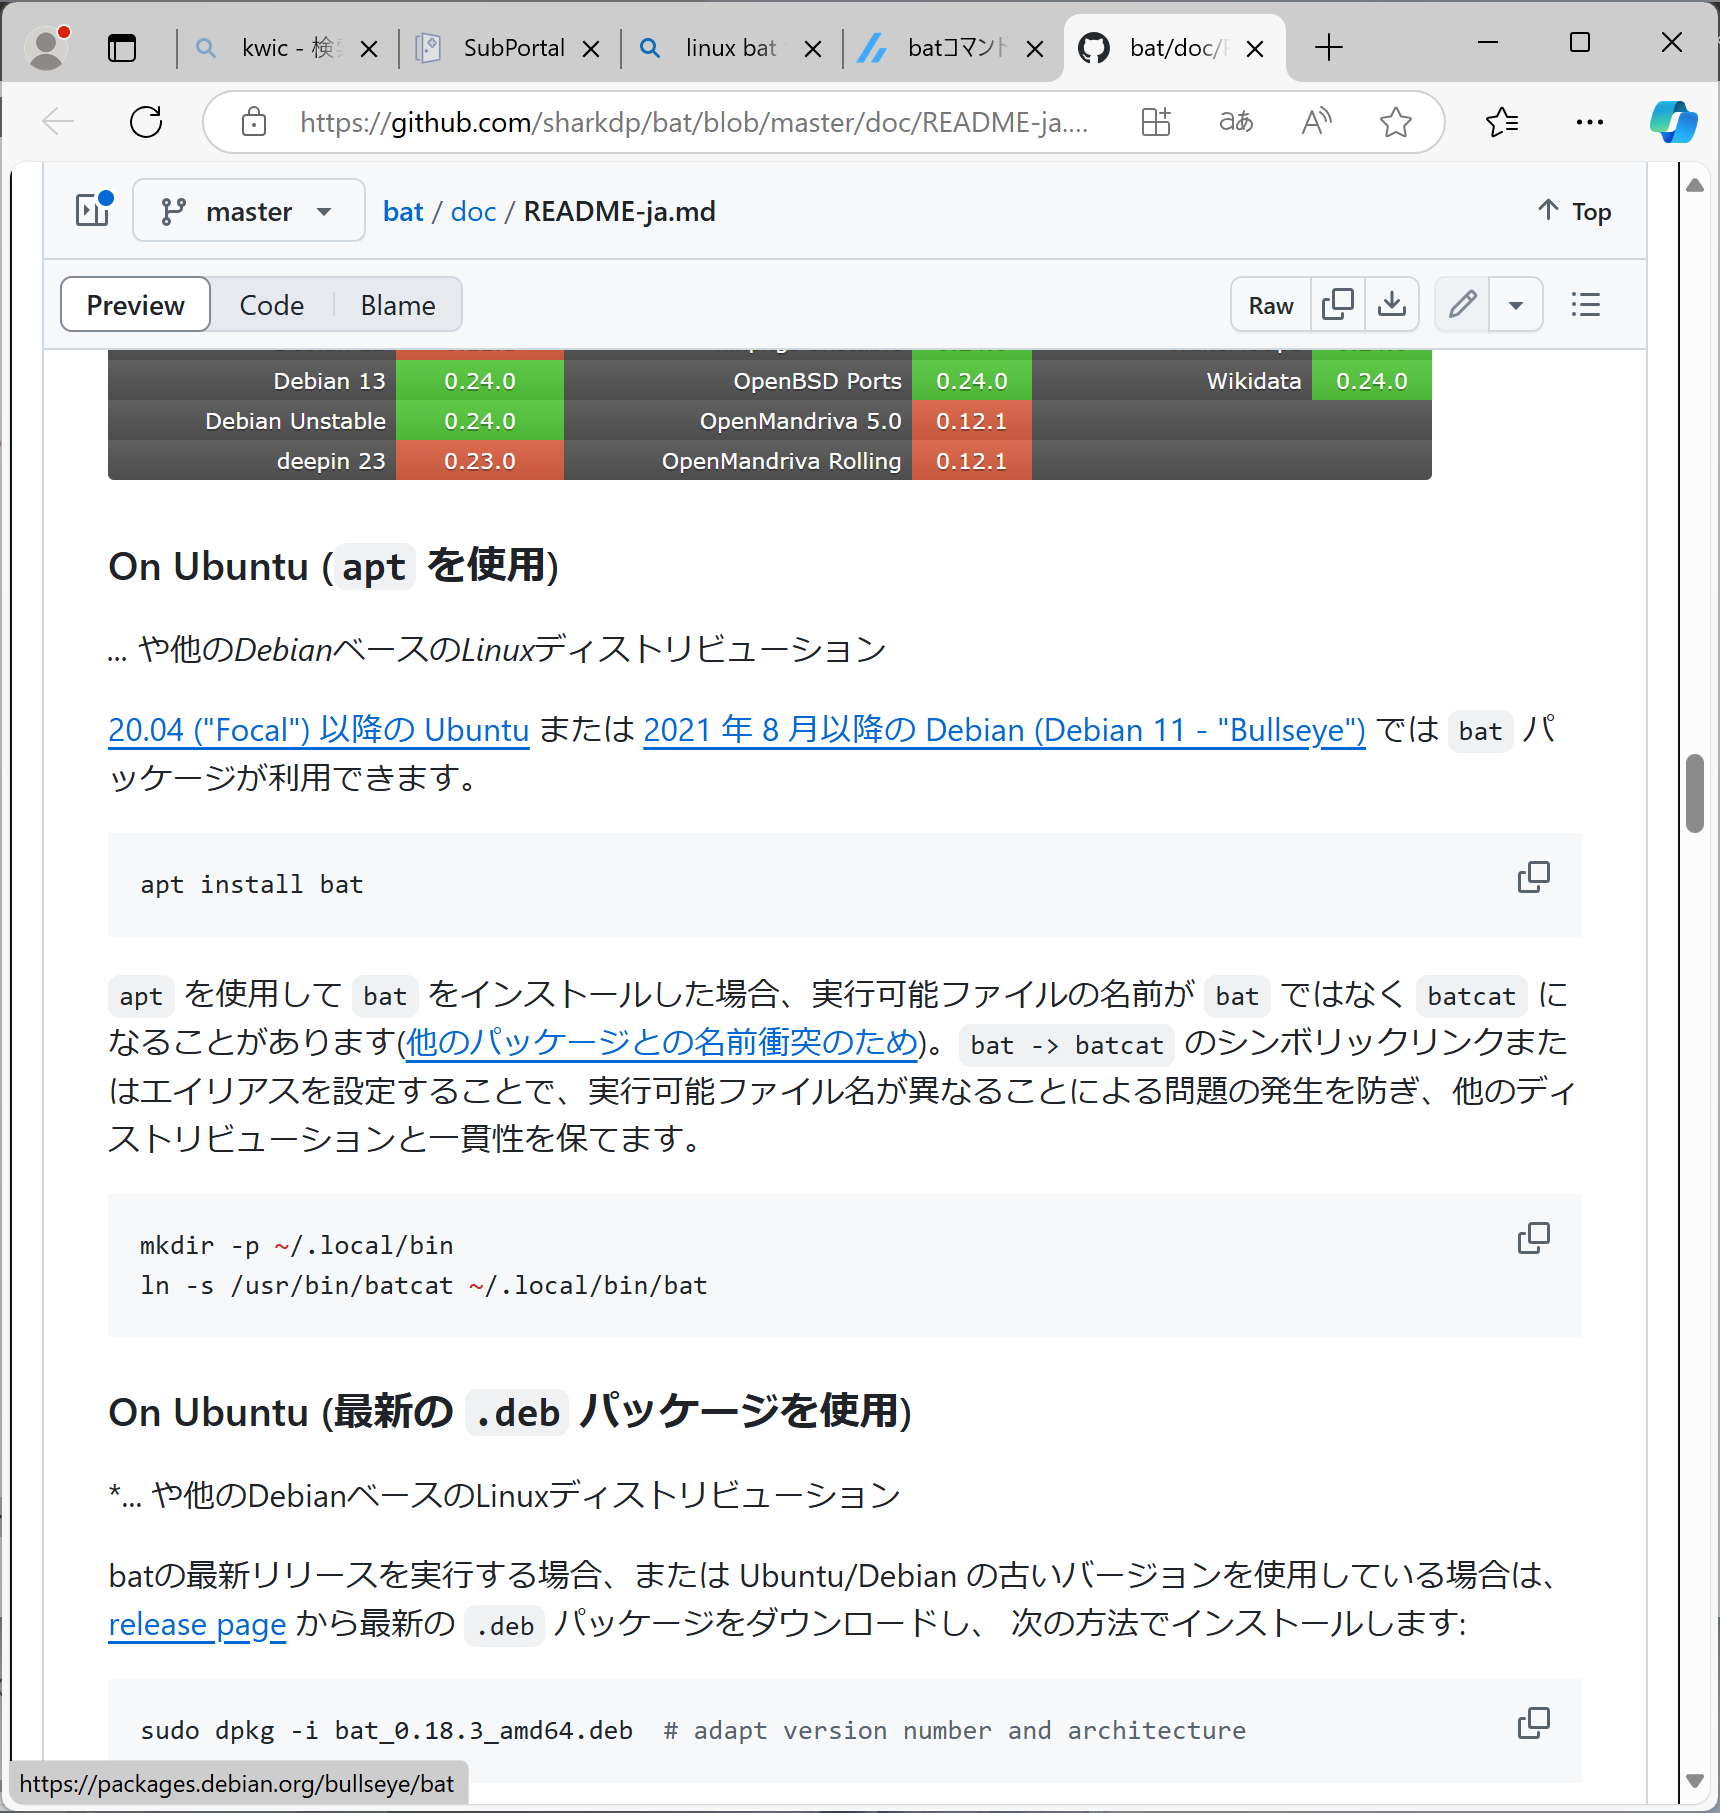 kwic - 検
SubPortal
linux bat
batコマンド
bat/doc/
https://github.com/sharkdp/bat/blob/master/doc/README-ja....
aあ
master
bat / doc / README-ja.md
Top
Preview
Code
Blame
Raw
Debian 13 0.24.0 OpenBSD Ports 0.24.0 Wikidata 0.24.0
Debian Unstable 0.24.0 OpenMandriva 5.0 0.12.1
deepin 23 0.23.0 OpenMandriva Rolling 0.12.1
On Ubuntu (apt を使用)
... や他のDebianベースのLinuxディストリビューション
20.04 ("Focal") 以降の Ubuntu または 2021 年 8 月以降の Debian (Debian 11 - "Bullseye") では bat パ
ッケージが利用できます。
apt install bat
apt を使用して bat をインストールした場合、実行可能ファイルの名前が bat ではなく batcat に
なることがあります(他のパッケージとの名前衝突のため)。 bat -> batcat のシンボリックリンクまた
はエイリアスを設定することで、実行可能ファイル名が異なることによる問題の発生を防ぎ、他のディ
ストリビューションと一貫性を保てます。
mkdir -p ~/.local/bin
ln -s /usr/bin/batcat ~/.local/bin/bat
On Ubuntu (最新の .deb パッケージを使用)
*... や他のDebianベースのLinuxディストリビューション
batの最新リリースを実行する場合、または Ubuntu/Debian の古いバージョンを使用している場合は、
release page から最新の .deb パッケージをダウンロードし、 次の方法でインストールします:
sudo dpkg -i bat_0.18.3_amd64.deb  # adapt version number and architecture
https://packages.debian.org/bullseye/bat